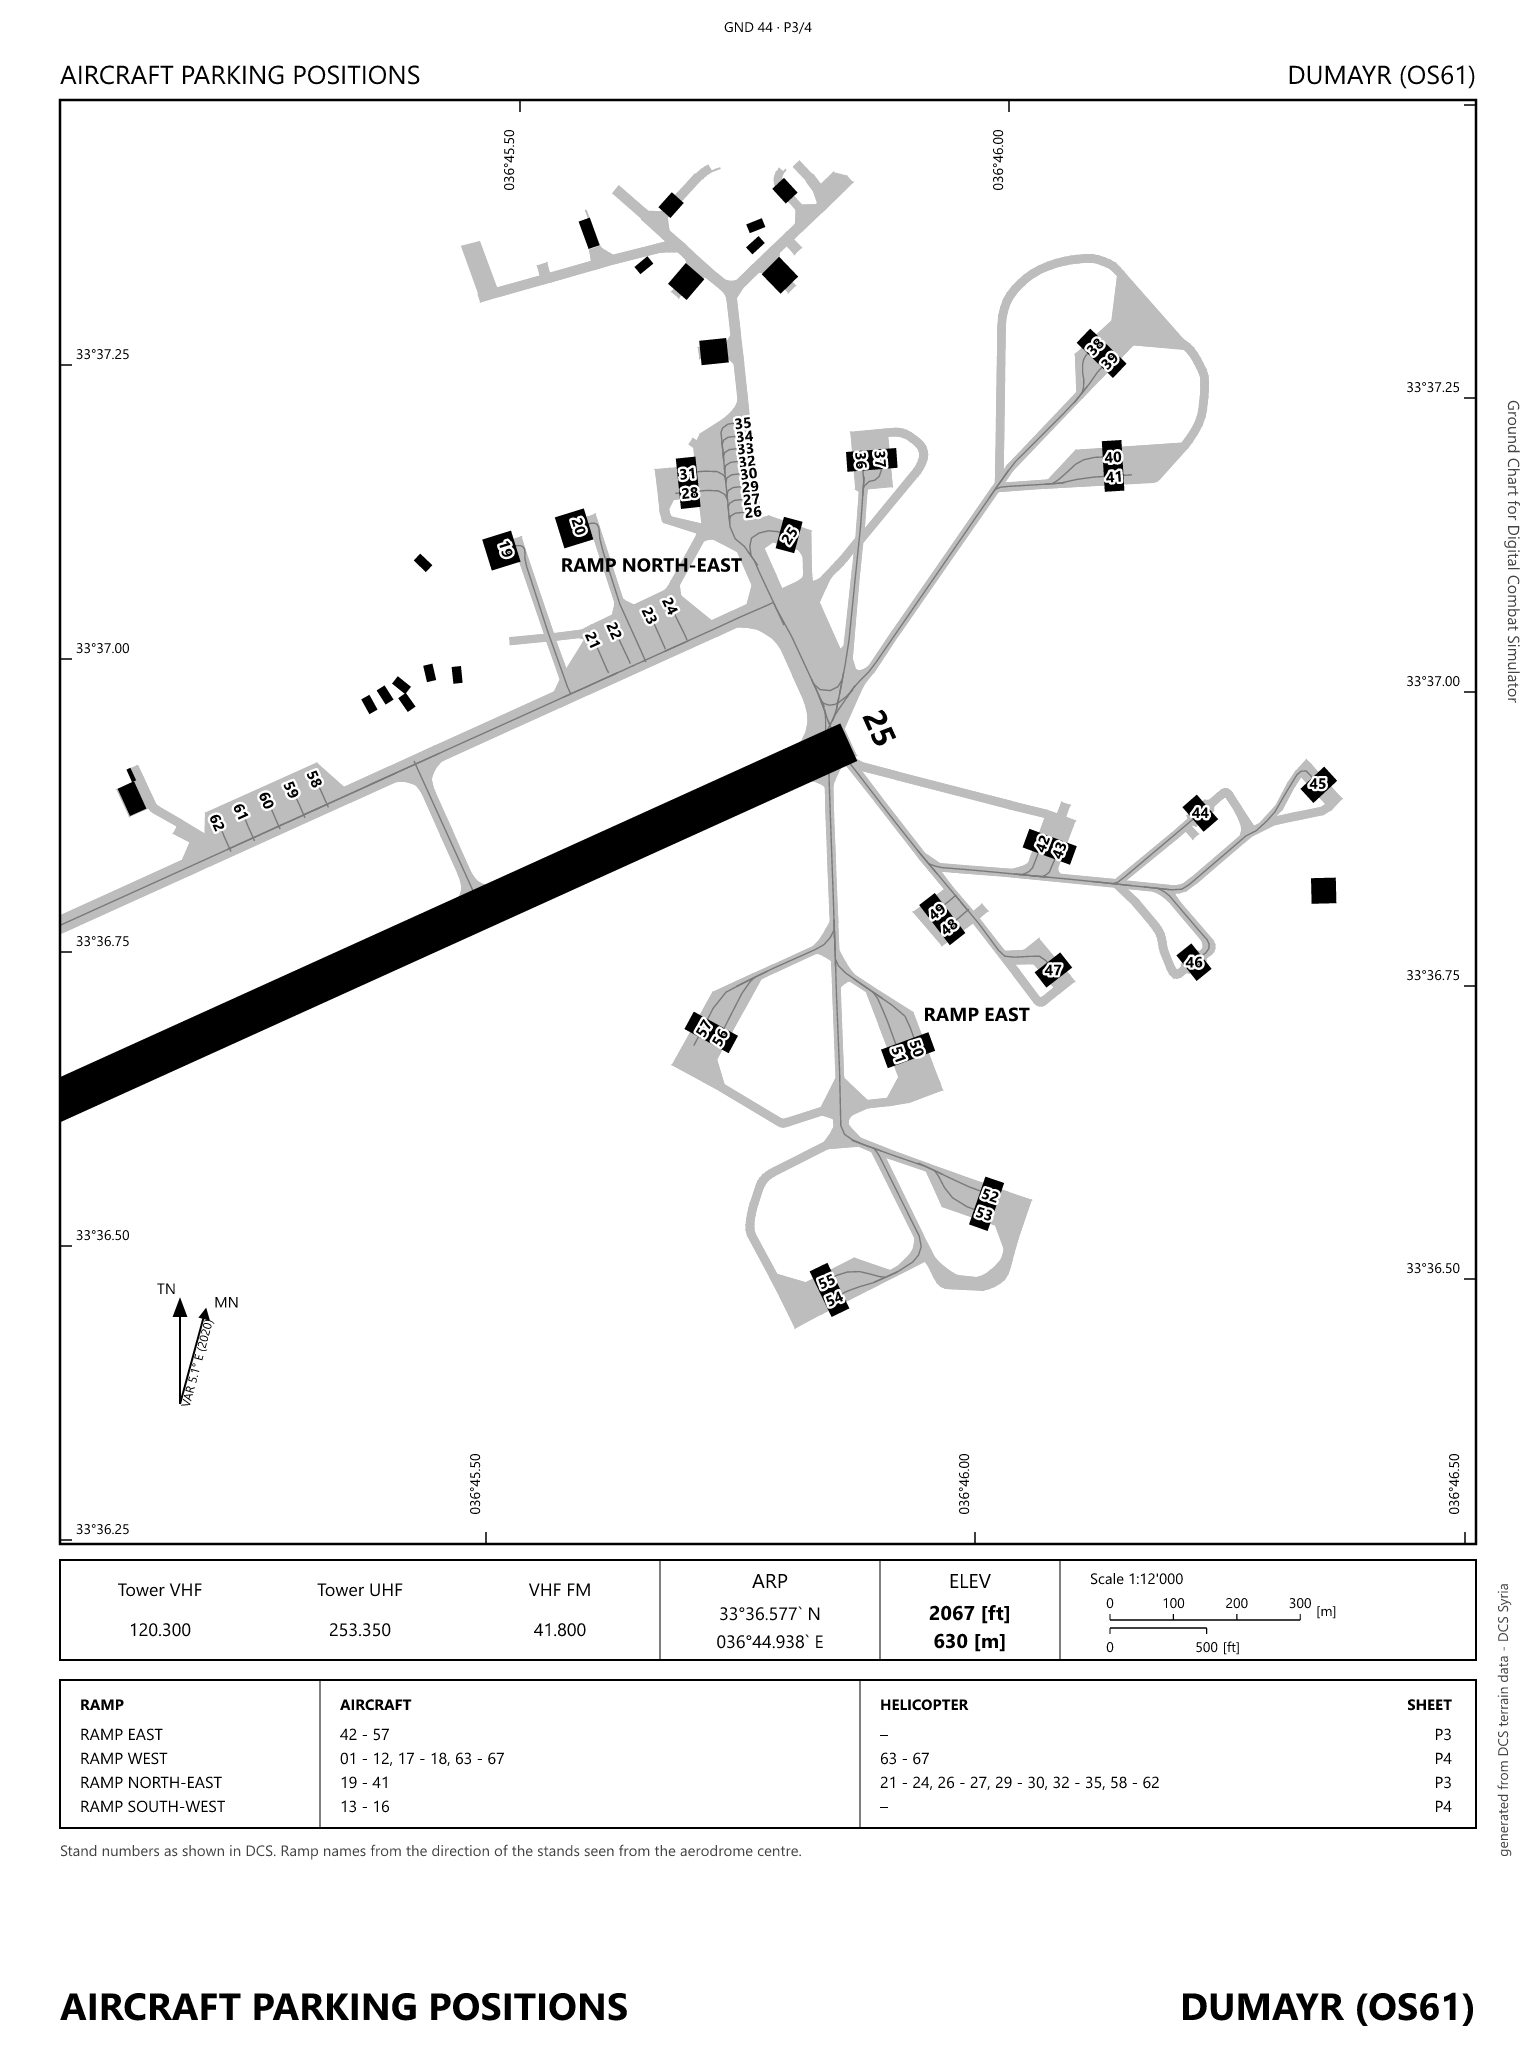 GND 44 · P3/4
AIRCRAFT PARKING POSITIONS
DUMAYR (OS61)
036°45.50
036°46.00
33°37.25
33°37.25
Ground Chart for Digital Combat Simulator
38
39
40
41
35
34
33
32
30
29
27
26
31
28
36
37
25
20
19
RAMP NORTH-EAST
24
23
22
21
33°37.00
33°37.00
25
58
59
60
61
62
45
44
42
43
49
48
47
46
33°36.75
33°36.75
RAMP EAST
57
56
51
50
52
53
55
54
33°36.50
33°36.50
TN
MN
VAR 5.1° E (2020)
036°45.50
036°46.00
036°46.50
33°36.25
Tower VHF
120.300
Tower UHF
253.350
VHF FM
41.800
ARP
33°36.577` N
036°44.938` E
ELEV
2067 [ft]
630 [m]
Scale 1:12'000
0 100 200 300 [m]
0 500 [ft]
generated from DCS terrain data - DCS Syria
RAMP AIRCRAFT HELICOPTER SHEET
RAMP EAST 42 - 57 – P3
RAMP WEST 01 - 12, 17 - 18, 63 - 67 63 - 67 P4
RAMP NORTH-EAST 19 - 41 21 - 24, 26 - 27, 29 - 30, 32 - 35, 58 - 62 P3
RAMP SOUTH-WEST 13 - 16 – P4
Stand numbers as shown in DCS. Ramp names from the direction of the stands seen from the aerodrome centre.
AIRCRAFT PARKING POSITIONS
DUMAYR (OS61)